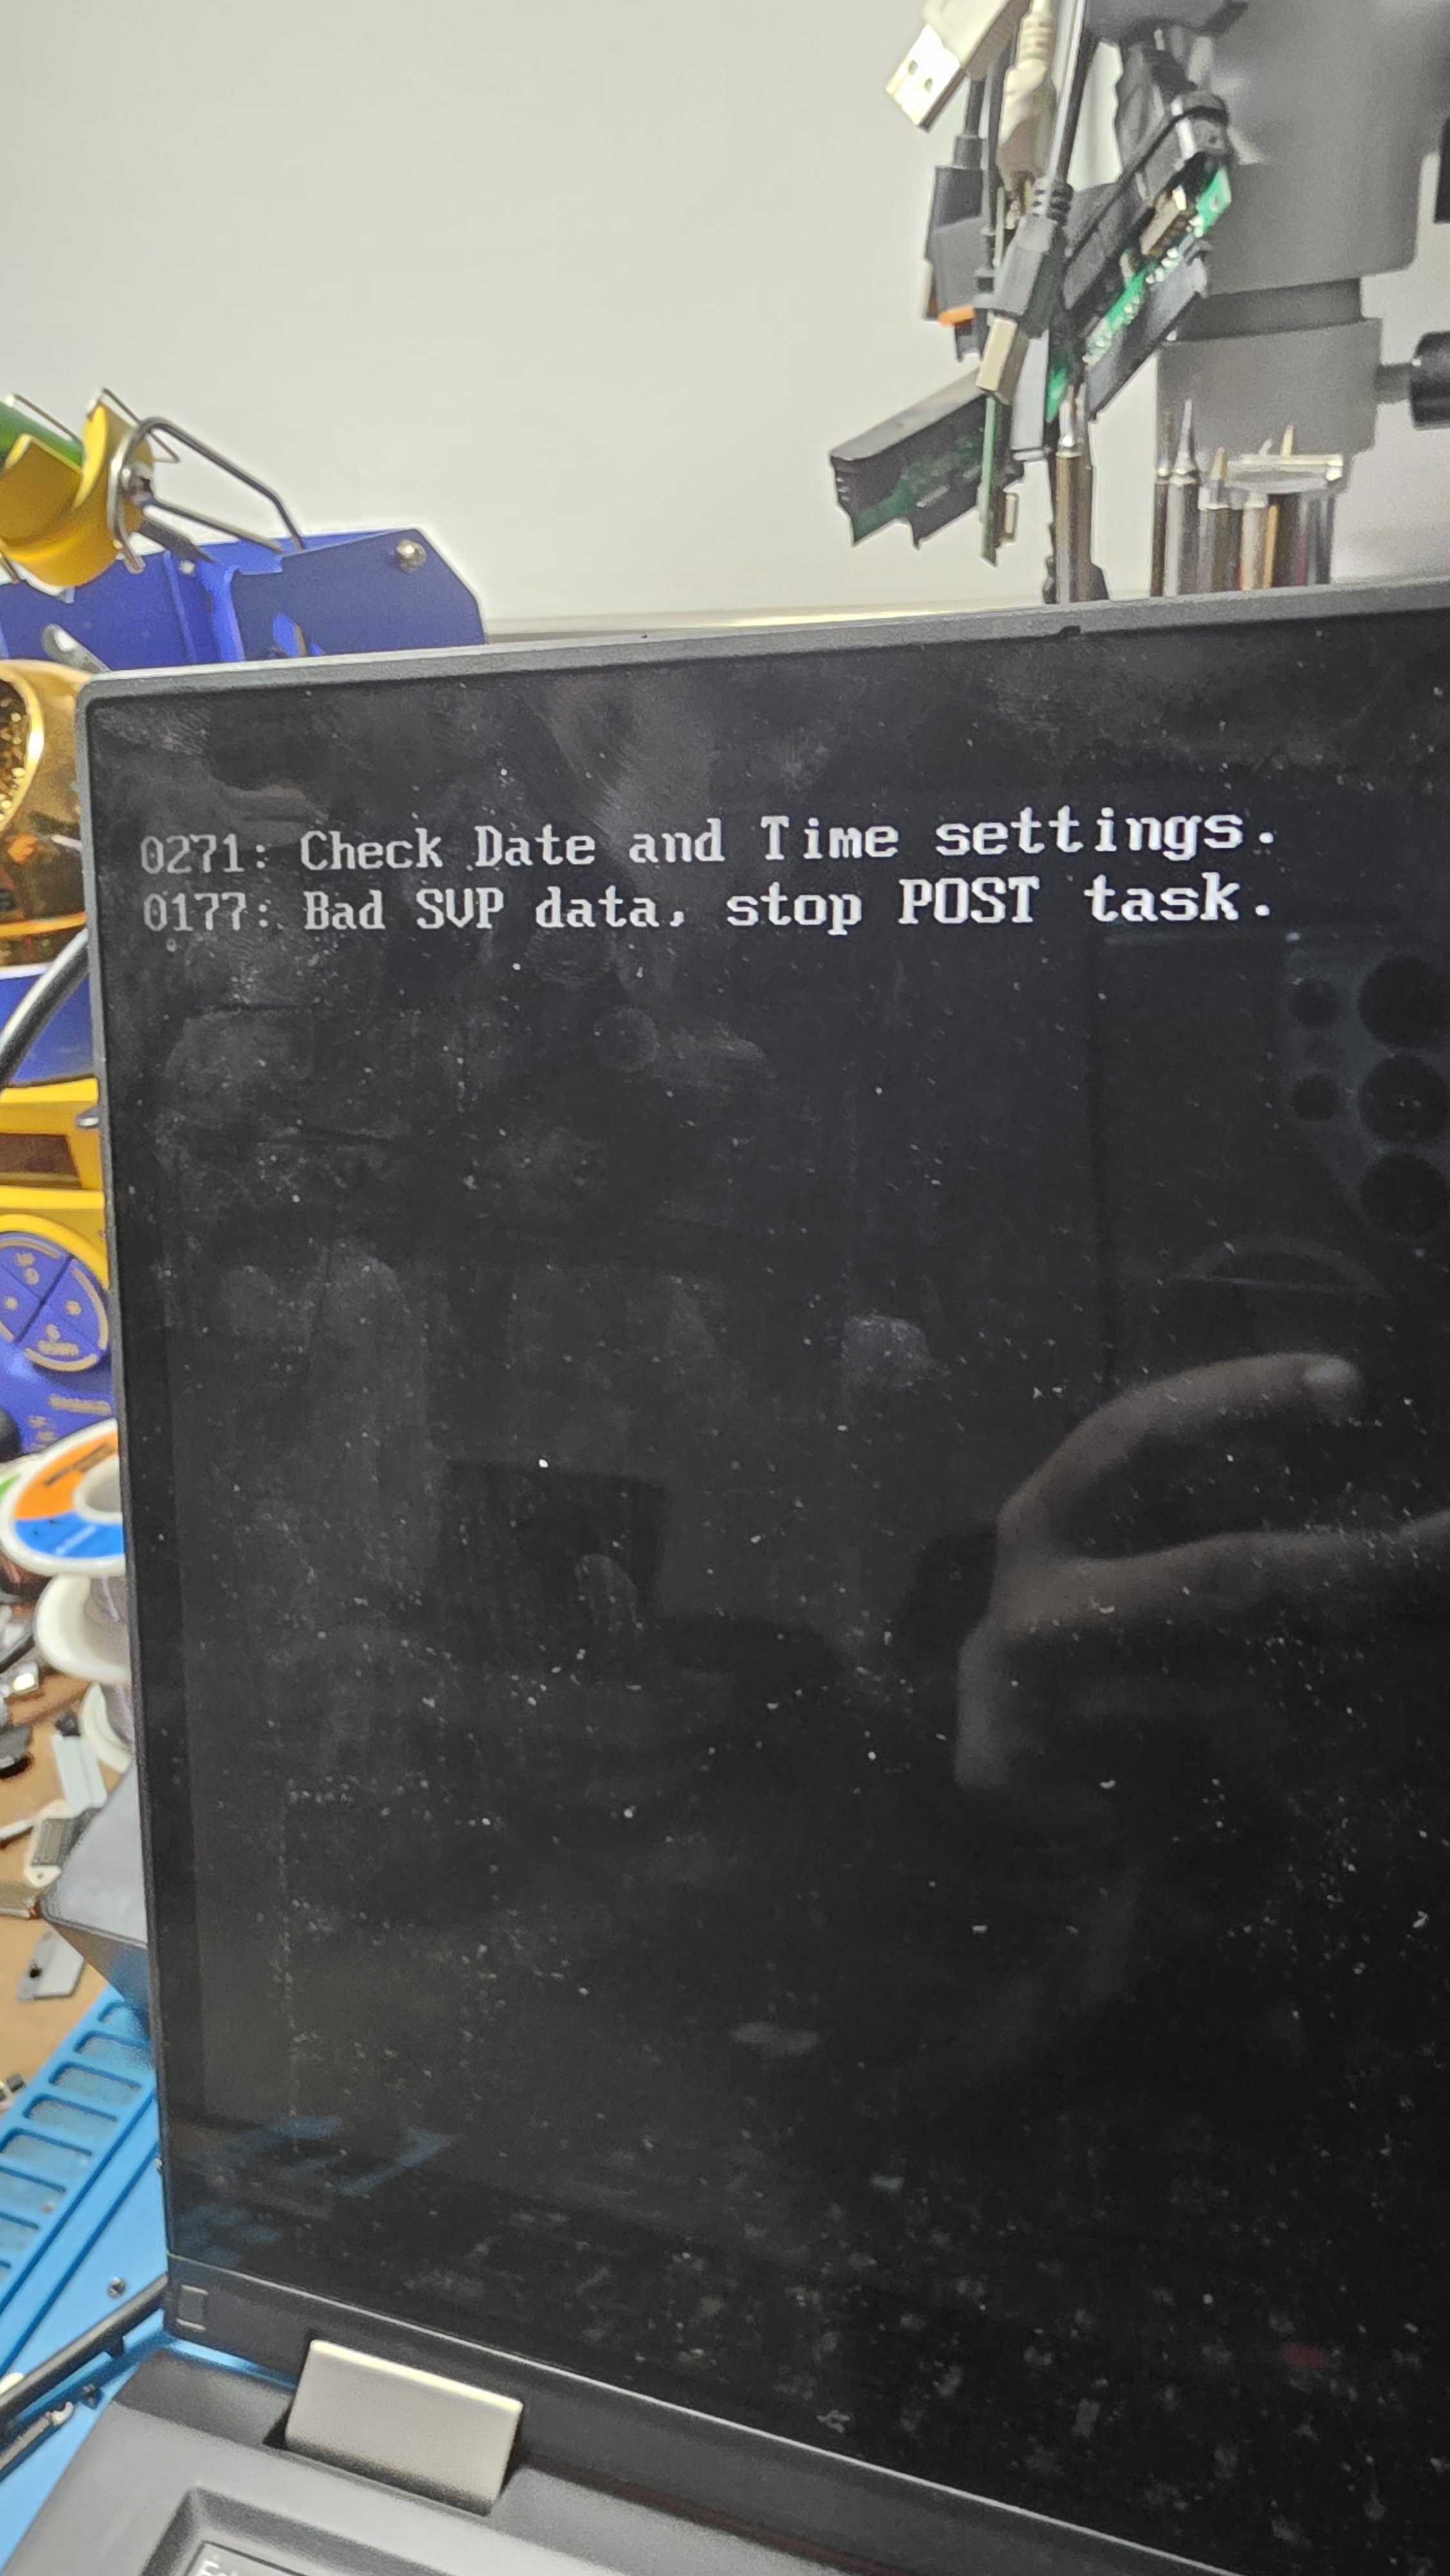 0271: Check Date and Time settings.
0177: Bad SVP data, stop POST task.